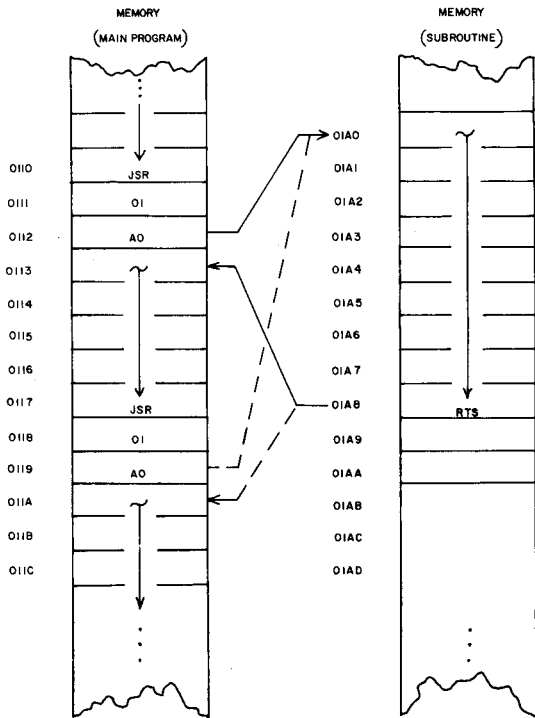 MEMORY
(MAIN PROGRAM)
MEMORY
(SUBROUTINE)
0110 JSR
0111 01
0112 A0
0113
0114
0115
0116
0117 JSR
0118 01
0119 A0
011A
011B
011C
01A0
01A1
01A2
01A3
01A4
01A5
01A6
01A7
01A8 RTS
01A9
01AA
01AB
01AC
01AD